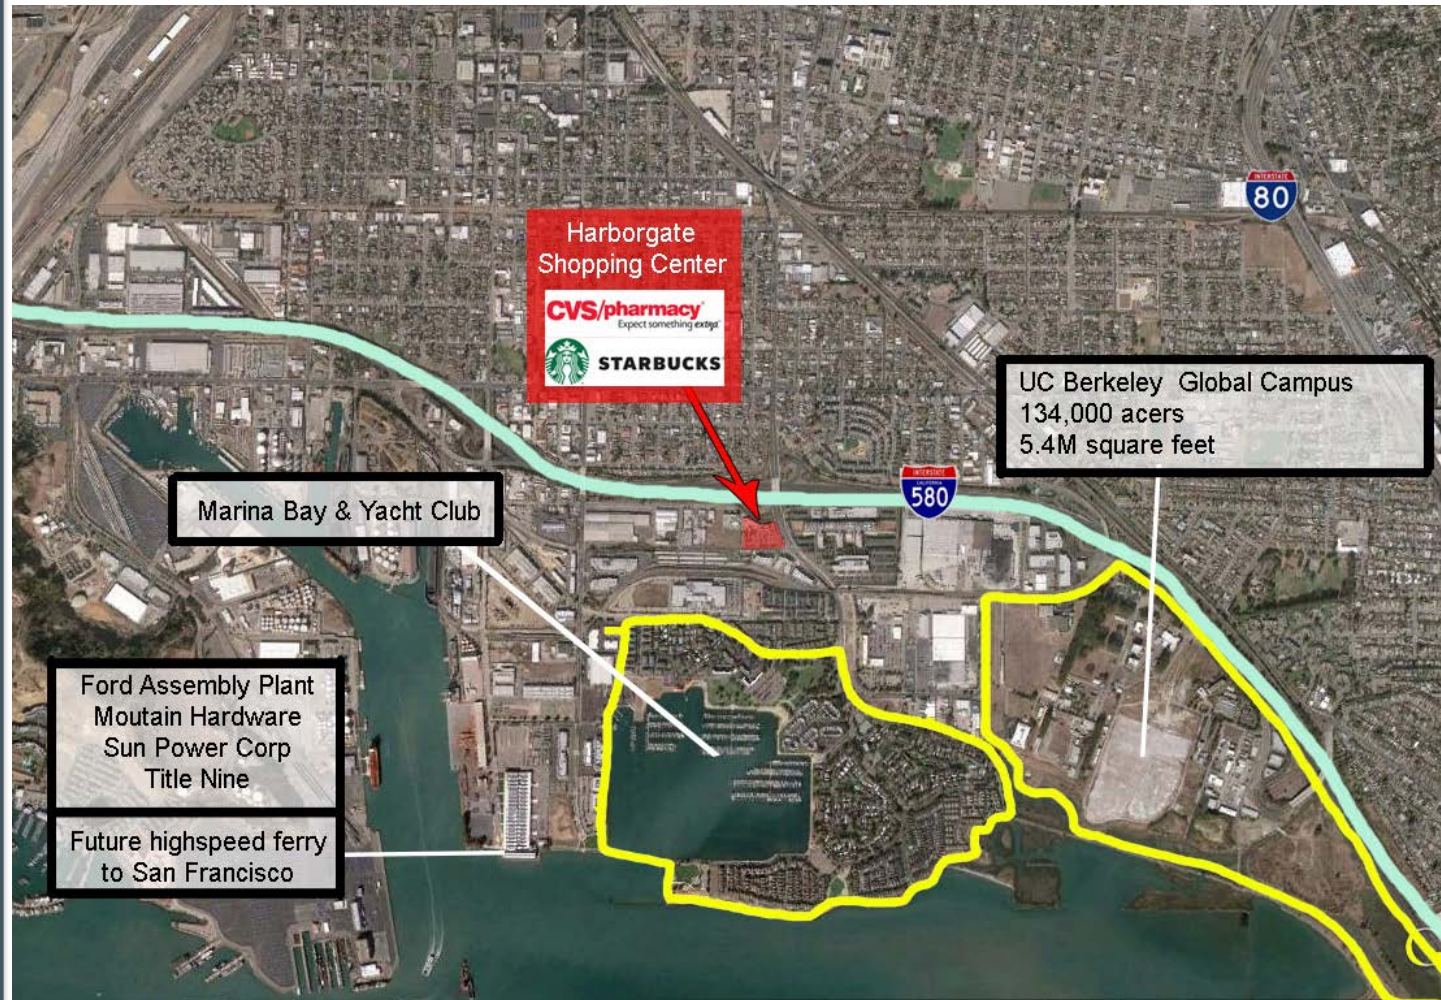 Harborgate
Shopping Center
CVS/pharmacy
Expect something extra
STARBUCKS
INTERSTATE
80
UC Berkeley Global Campus
134,000 acers
5.4M square feet
INTERSTATE
CALIFORNIA
580
Marina Bay & Yacht Club
Ford Assembly Plant
Moutain Hardware
Sun Power Corp
Title Nine
Future highspeed ferry
to San Francisco